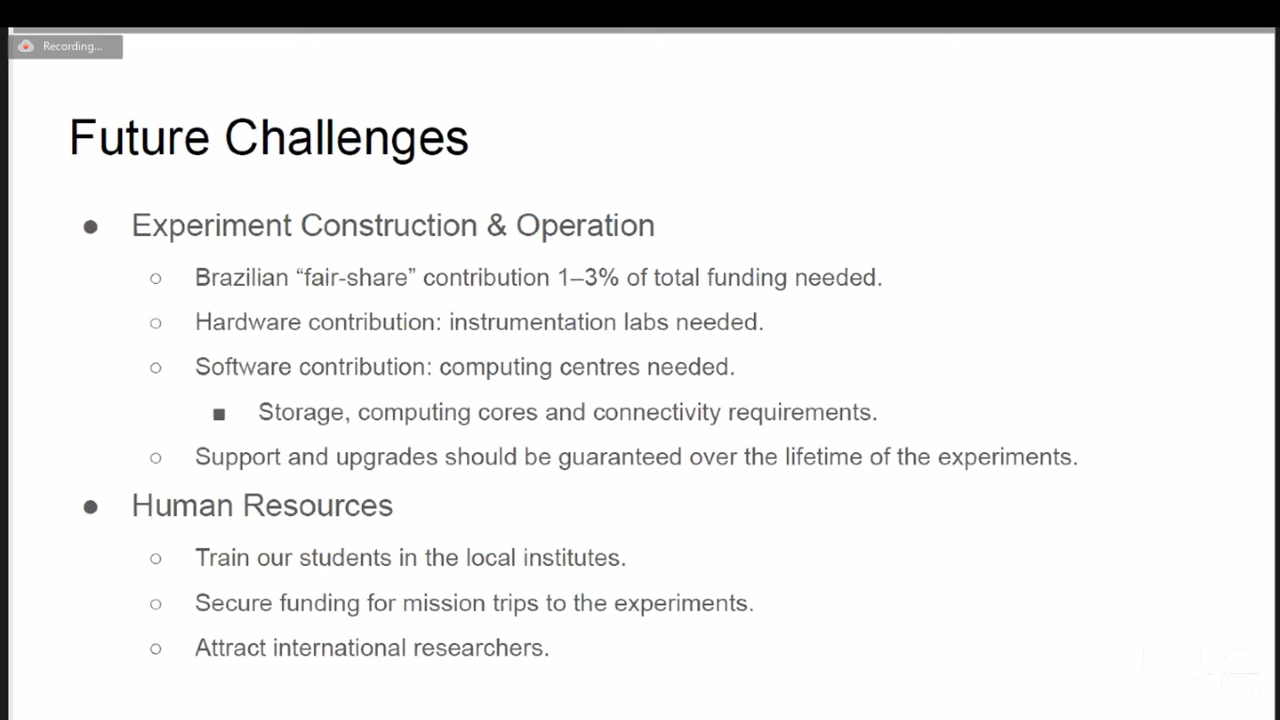 Recording...
Future Challenges
● Experiment Construction & Operation
○ Brazilian “fair-share” contribution 1–3% of total funding needed.
○ Hardware contribution: instrumentation labs needed.
○ Software contribution: computing centres needed.
■ Storage, computing cores and connectivity requirements.
○ Support and upgrades should be guaranteed over the lifetime of the experiments.
● Human Resources
○ Train our students in the local institutes.
○ Secure funding for mission trips to the experiments.
○ Attract international researchers.